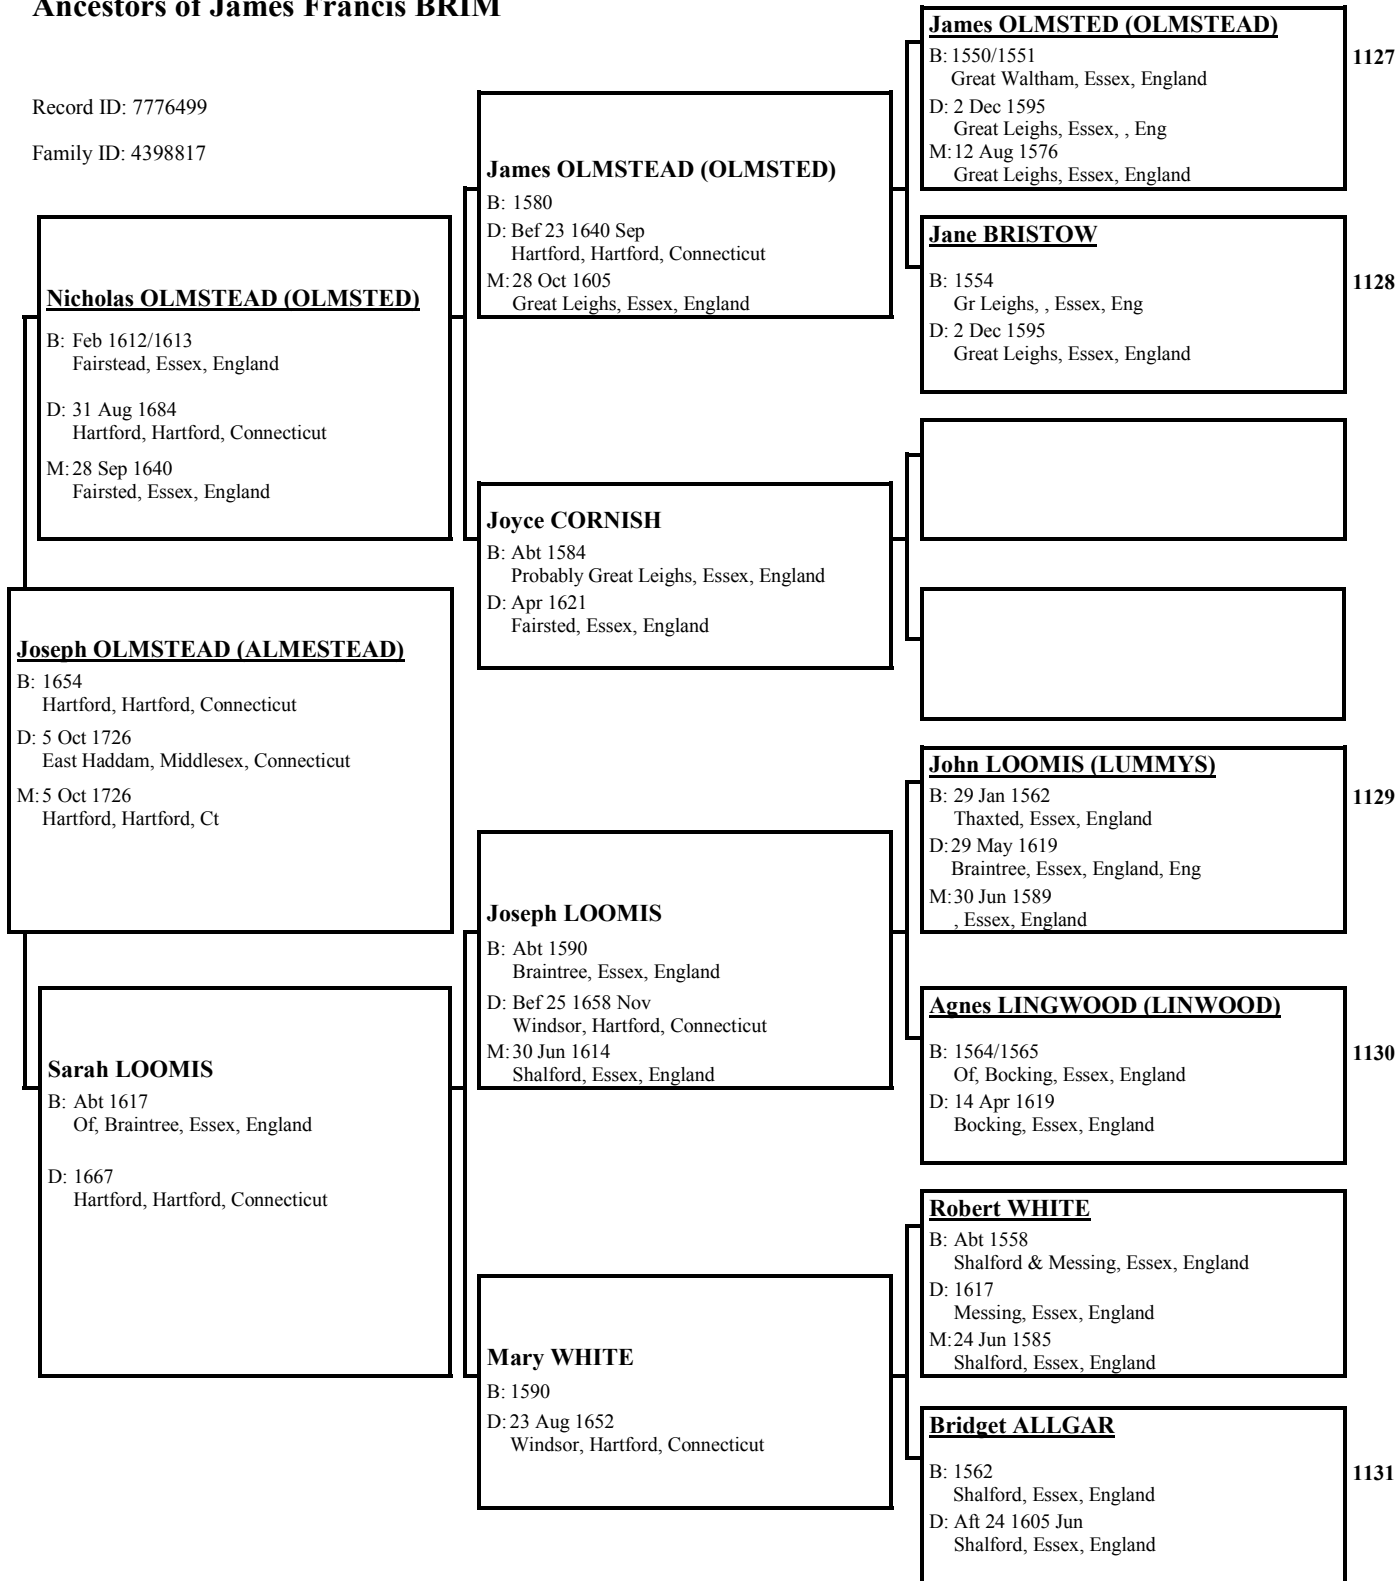 Ancestors of James Francis BRIM
Record ID: 7776499
Family ID: 4398817
Nicholas OLMSTEAD (OLMSTED)
B: Feb 1612/1613
Fairstead, Essex, England
D: 31 Aug 1684
Hartford, Hartford, Connecticut
M: 28 Sep 1640
Fairsted, Essex, England
Joseph OLMSTEAD (ALMESTEAD)
B: 1654
Hartford, Hartford, Connecticut
D: 5 Oct 1726
East Haddam, Middlesex, Connecticut
M: 5 Oct 1726
Hartford, Hartford, Ct
Sarah LOOMIS
B: Abt 1617
Of, Braintree, Essex, England
D: 1667
Hartford, Hartford, Connecticut
James OLMSTEAD (OLMSTED)
B: 1580
D: Bef 23 1640 Sep
Hartford, Hartford, Connecticut
M: 28 Oct 1605
Great Leighs, Essex, England
Joyce CORNISH
B: Abt 1584
Probably Great Leighs, Essex, England
D: Apr 1621
Fairsted, Essex, England
Joseph LOOMIS
B: Abt 1590
Braintree, Essex, England
D: Bef 25 1658 Nov
Windsor, Hartford, Connecticut
M: 30 Jun 1614
Shalford, Essex, England
Mary WHITE
B: 1590
D: 23 Aug 1652
Windsor, Hartford, Connecticut
James OLMSTED (OLMSTEAD)
B: 1550/1551
Great Waltham, Essex, England
D: 2 Dec 1595
Great Leighs, Essex, , Eng
M: 12 Aug 1576
Great Leighs, Essex, England
1127
Jane BRISTOW
B: 1554
Gr Leighs, , Essex, Eng
D: 2 Dec 1595
Great Leighs, Essex, England
1128
John LOOMIS (LUMMYS)
B: 29 Jan 1562
Thaxted, Essex, England
D: 29 May 1619
Braintree, Essex, England, Eng
M: 30 Jun 1589
, Essex, England
1129
Agnes LINGWOOD (LINWOOD)
B: 1564/1565
Of, Bocking, Essex, England
D: 14 Apr 1619
Bocking, Essex, England
1130
Robert WHITE
B: Abt 1558
Shalford & Messing, Essex, England
D: 1617
Messing, Essex, England
M: 24 Jun 1585
Shalford, Essex, England
Bridget ALLGAR
B: 1562
Shalford, Essex, England
D: Aft 24 1605 Jun
Shalford, Essex, England
1131